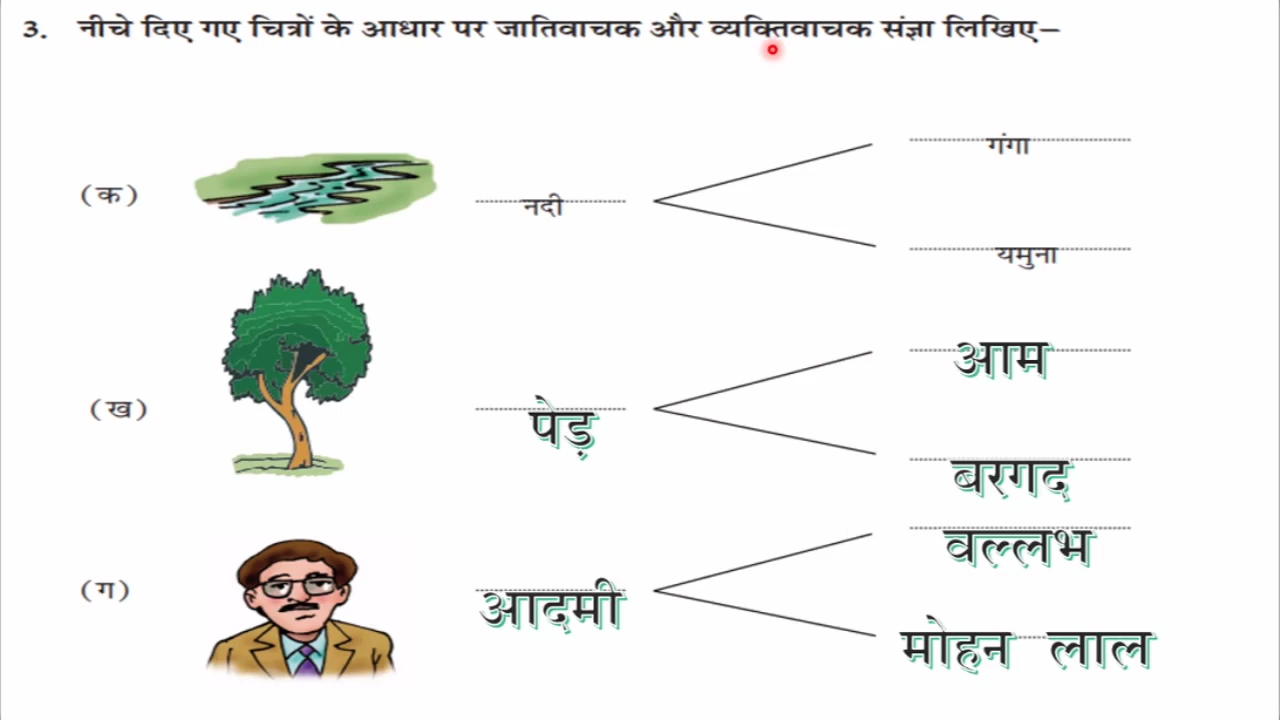 3. नीचे दिए गए चित्रों के आधार पर जातिवाचक और व्यक्तिवाचक संज्ञा लिखिए–
(क) नदी
गंगा
यमुना
(ख) पेड़
आम
बरगद
(ग) आदमी
वल्लभ
मोहन लाल